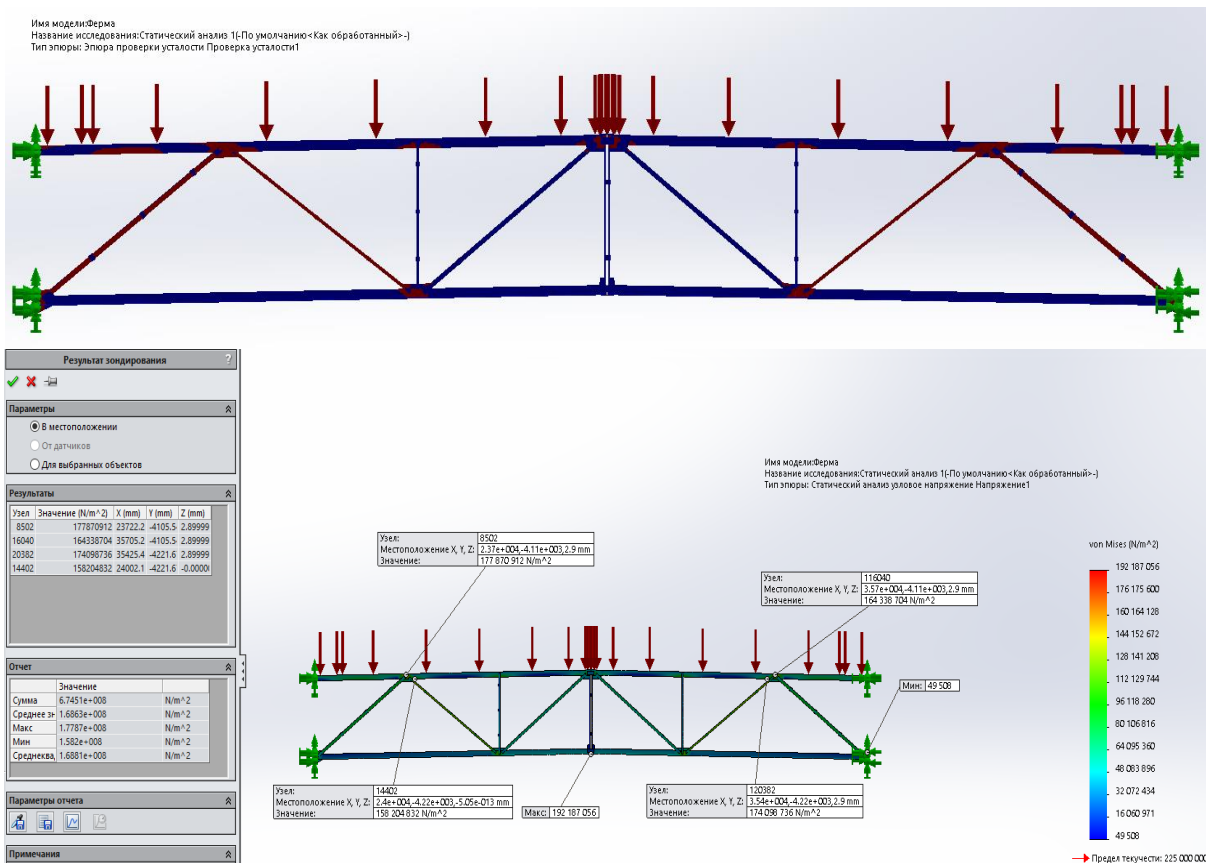 Имя модели:Ферма
Название исследования:Статический анализ 1(-По умолчанию<Как обработанный>-)
Тип эпюры: Эпюра проверки усталости Проверка усталости1
Результат зондирования
?
Параметры
В местоположении
От датчиков
Для выбранных объектов
Результаты
Узел Значение (N/m^2) X (mm) Y (mm) Z (mm)
8502 177870912 23722.2 -4105.5 2.89999
16040 164338704 35705.2 -4105.5 2.89999
20382 174098736 35425.4 -4221.6 2.89999
14402 158204832 24002.1 -4221.6 -0.0000
Отчет
Значение
Сумма 6.7451e+008 N/m^2
Среднее зн 1.6863e+008 N/m^2
Макс 1.7787e+008 N/m^2
Мин 1.582e+008 N/m^2
Среднеква, 1.6881e+008 N/m^2
Параметры отчета
Примечания
Имя модели:Ферма
Название исследования:Статический анализ 1(-По умолчанию<Как обработанный>-)
Тип эпюры: Статический анализ узловое напряжение Напряжение1
Узел: 8502
Местоположение X, Y, Z: 2.37e+004,-4.11e+003,2.9 mm
Значение: 177 870 912 N/m^2
Узел: 116040
Местоположение X, Y, Z: 3.57e+004,-4.11e+003,2.9 mm
Значение: 164 338 704 N/m^2
Мин: 49 508
Узел: 14402
Местоположение X, Y, Z: 2.4e+004,-4.22e+003,-5.05e-013 mm
Значение: 158 204 832 N/m^2
Макс: 192 187 056
Узел: 120382
Местоположение X, Y, Z: 3.54e+004,-4.22e+003,2.9 mm
Значение: 174 098 736 N/m^2
von Mises (N/m^2)
192 187 056
176 175 600
160 164 128
144 152 672
128 141 208
112 129 744
96 118 280
80 106 816
64 095 360
48 083 896
32 072 434
16 060 971
49 508
Предел текучести: 225 000 000